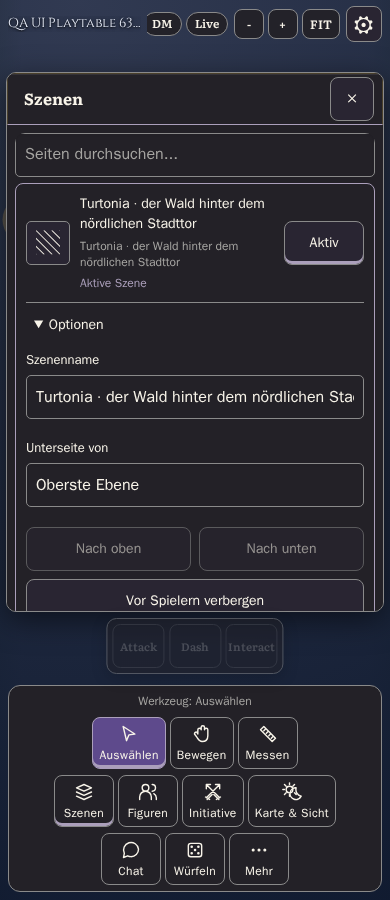 QA UI Playtable 63...
DM
Live
-
+
FIT
Szenen
×
Seiten durchsuchen...
Turtonia · der Wald hinter dem
nördlichen Stadttor
Turtonia · der Wald hinter dem
nördlichen Stadttor
Aktive Szene
Aktiv
▼ Optionen
Szenenname
Turtonia · der Wald hinter dem nördlichen Sta
Unterseite von
Oberste Ebene
Nach oben
Nach unten
Vor Spielern verbergen
Attack
Dash
Interact
Werkzeug: Auswählen
Auswählen
Bewegen
Messen
Szenen
Figuren
Initiative
Karte & Sicht
Chat
Würfeln
Mehr